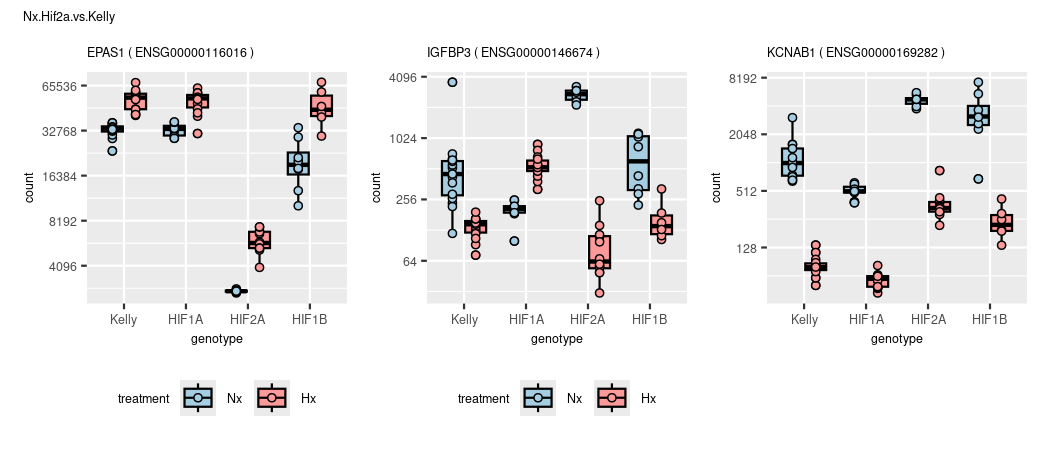 Nx.Hif2a.vs.Kelly
EPAS1 ( ENSG00000116016 )
65536
32768
16384
8192
4096
count
Kelly HIF1A HIF2A HIF1B
genotype
treatment Nx Hx
IGFBP3 ( ENSG00000146674 )
4096
1024
256
64
count
Kelly HIF1A HIF2A HIF1B
genotype
treatment Nx Hx
KCNAB1 ( ENSG00000169282 )
8192
2048
512
128
count
Kelly HIF1A HIF2A HIF1B
genotype